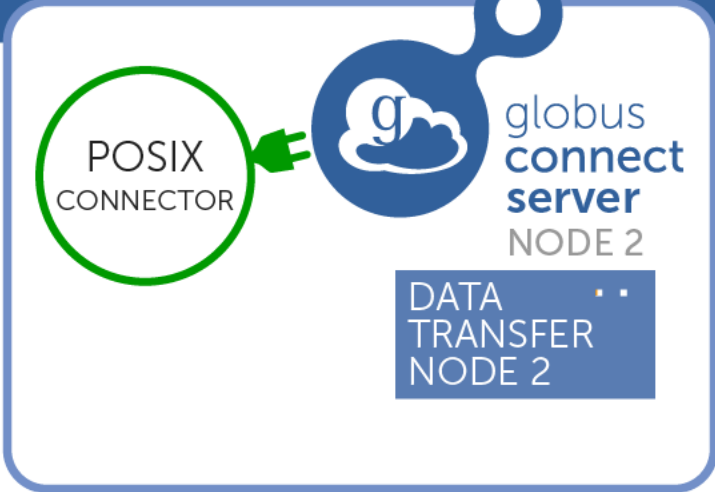 POSIX
CONNECTOR
g
globus
connect
server
NODE 2
DATA
TRANSFER
NODE 2